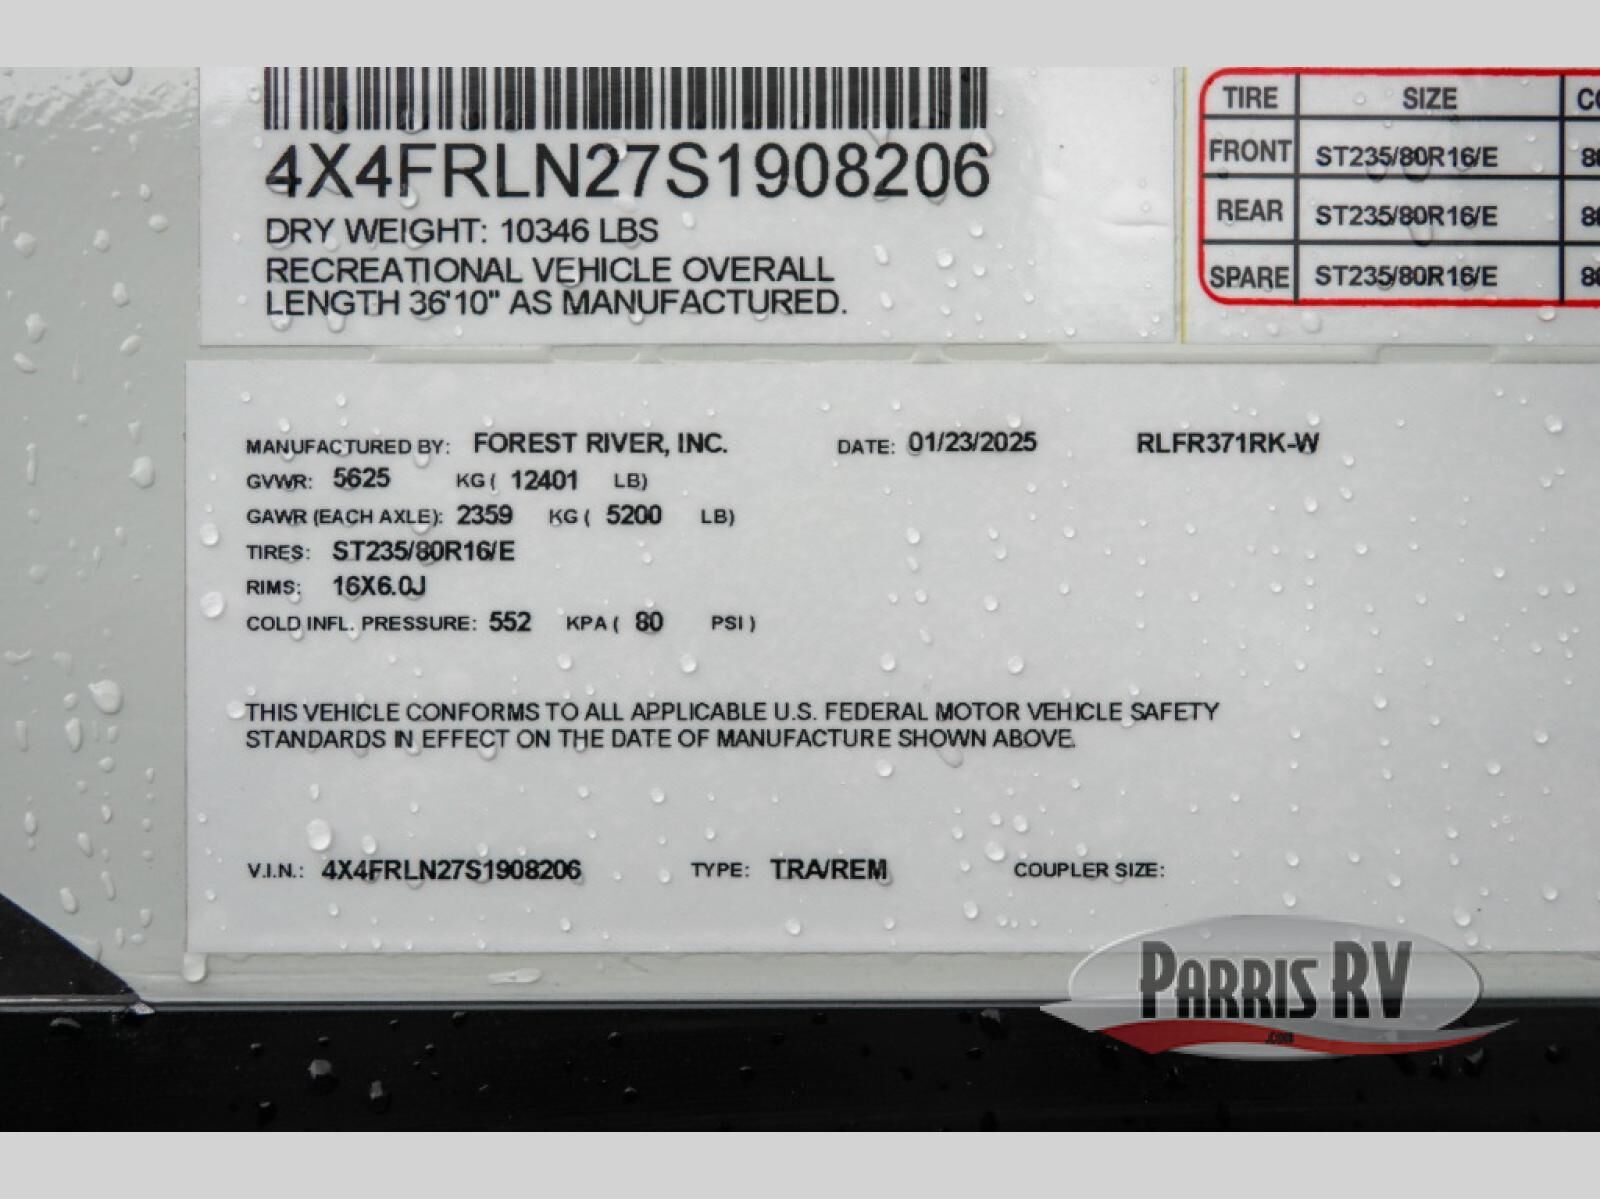 4X4FRLN27S1908206
DRY WEIGHT: 10346 LBS
RECREATIONAL VEHICLE OVERALL
LENGTH 36'10" AS MANUFACTURED.
TIRE SIZE
FRONT ST235/80R16/E
REAR ST235/80R16/E
SPARE ST235/80R16/E
MANUFACTURED BY: FOREST RIVER, INC. DATE: 01/23/2025 RLFR371RK-W
GVWR: 5625 KG ( 12401 LB)
GAWR (EACH AXLE): 2359 KG ( 5200 LB)
TIRES: ST235/80R16/E
RIMS: 16X6.0J
COLD INFL. PRESSURE: 552 KPA ( 80 PSI )
THIS VEHICLE CONFORMS TO ALL APPLICABLE U.S. FEDERAL MOTOR VEHICLE SAFETY
STANDARDS IN EFFECT ON THE DATE OF MANUFACTURE SHOWN ABOVE.
V.I.N.: 4X4FRLN27S1908206 TYPE: TRA/REM COUPLER SIZE:
PARRIS RV
.COM